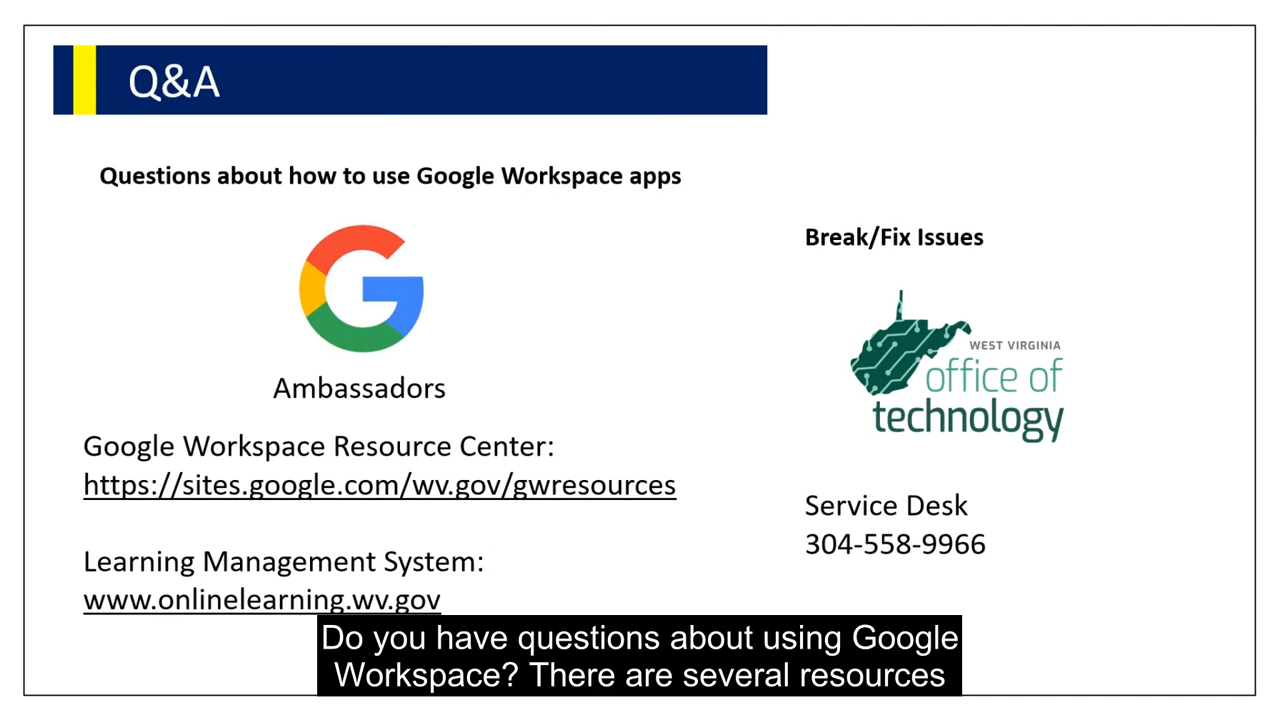 Q&A
Questions about how to use Google Workspace apps
Ambassadors
Google Workspace Resource Center:
https://sites.google.com/wv.gov/gwresources
Learning Management System:
www.onlinelearning.wv.gov
Break/Fix Issues
WEST VIRGINIA
office of
technology
Service Desk
304-558-9966
Do you have questions about using Google
Workspace? There are several resources